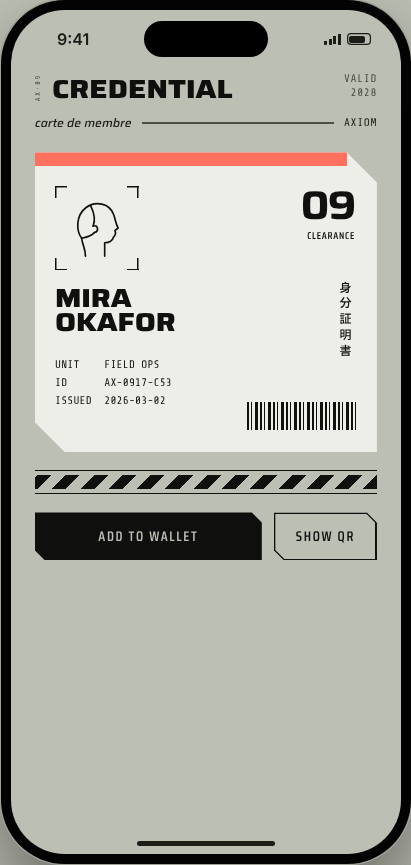 9:41
AX-09
CREDENTIAL
VALID
2028
carte de membre
AXIOM
09
CLEARANCE
MIRA
OKAFOR
身分証明書
UNIT FIELD OPS
ID AX-0917-C53
ISSUED 2026-03-02
ADD TO WALLET
SHOW QR